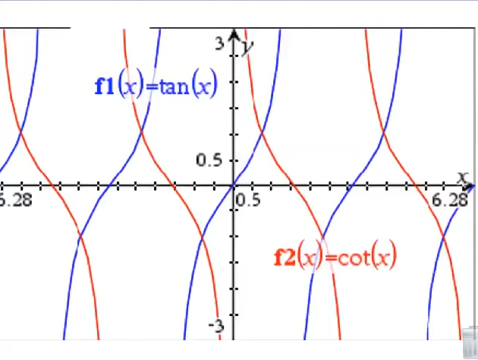 3 y
f1(x)=tan(x)
0.5
x
6.28 0.5 6.28
f2(x)=cot(x)
-3